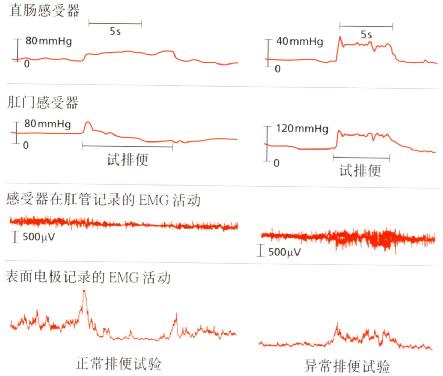 直肠感受器
5s
5s
80mmHg
0
40mmHg
0
肛门感受器
80mmHg
0
试排便
120mmHg
0
试排便
感受器在肛管记录的EMG活动
500μV
500μV
表面电极记录的EMG活动
正常排便试验
异常排便试验